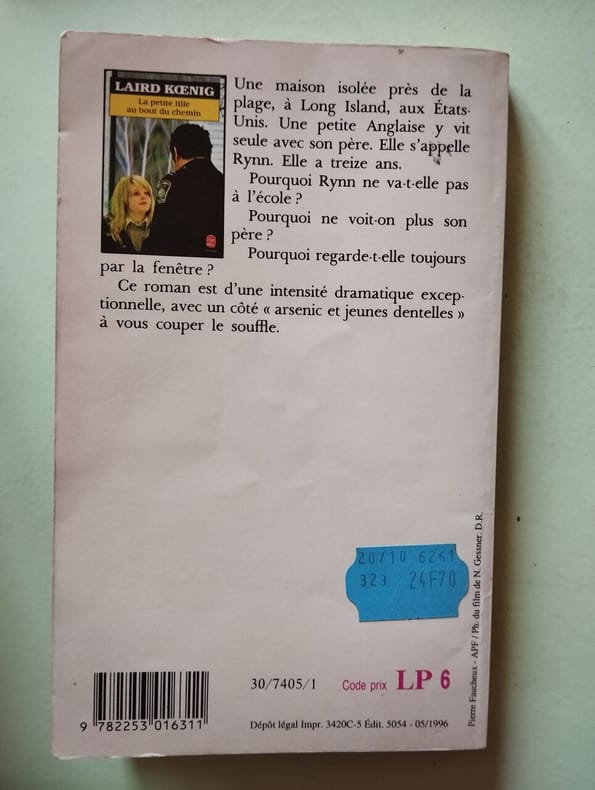 LAIRD KŒNIG
La petite fille
au bout du chemin
Une maison isolée près de la
plage, à Long Island, aux États-
Unis. Une petite Anglaise y vit
seule avec son père. Elle s'appelle
Rynn. Elle a treize ans.
Pourquoi Rynn ne va-t-elle pas
à l'école ?
Pourquoi ne voit-on plus son
père ?
Pourquoi regarde-t-elle toujours
par la fenêtre ?
Ce roman est d'une intensité dramatique excep-
tionnelle, avec un côté « arsenic et jeunes dentelles »
à vous couper le souffle.
20/10 6261
323 24F70
Pierre Faucheux - APF / Ph. du film de N. Gessner. D.R.
30/7405/1 Code prix LP 6
9 782253 016311
Dépôt légal Impr. 3420C-5 Édit. 5054 - 05/1996